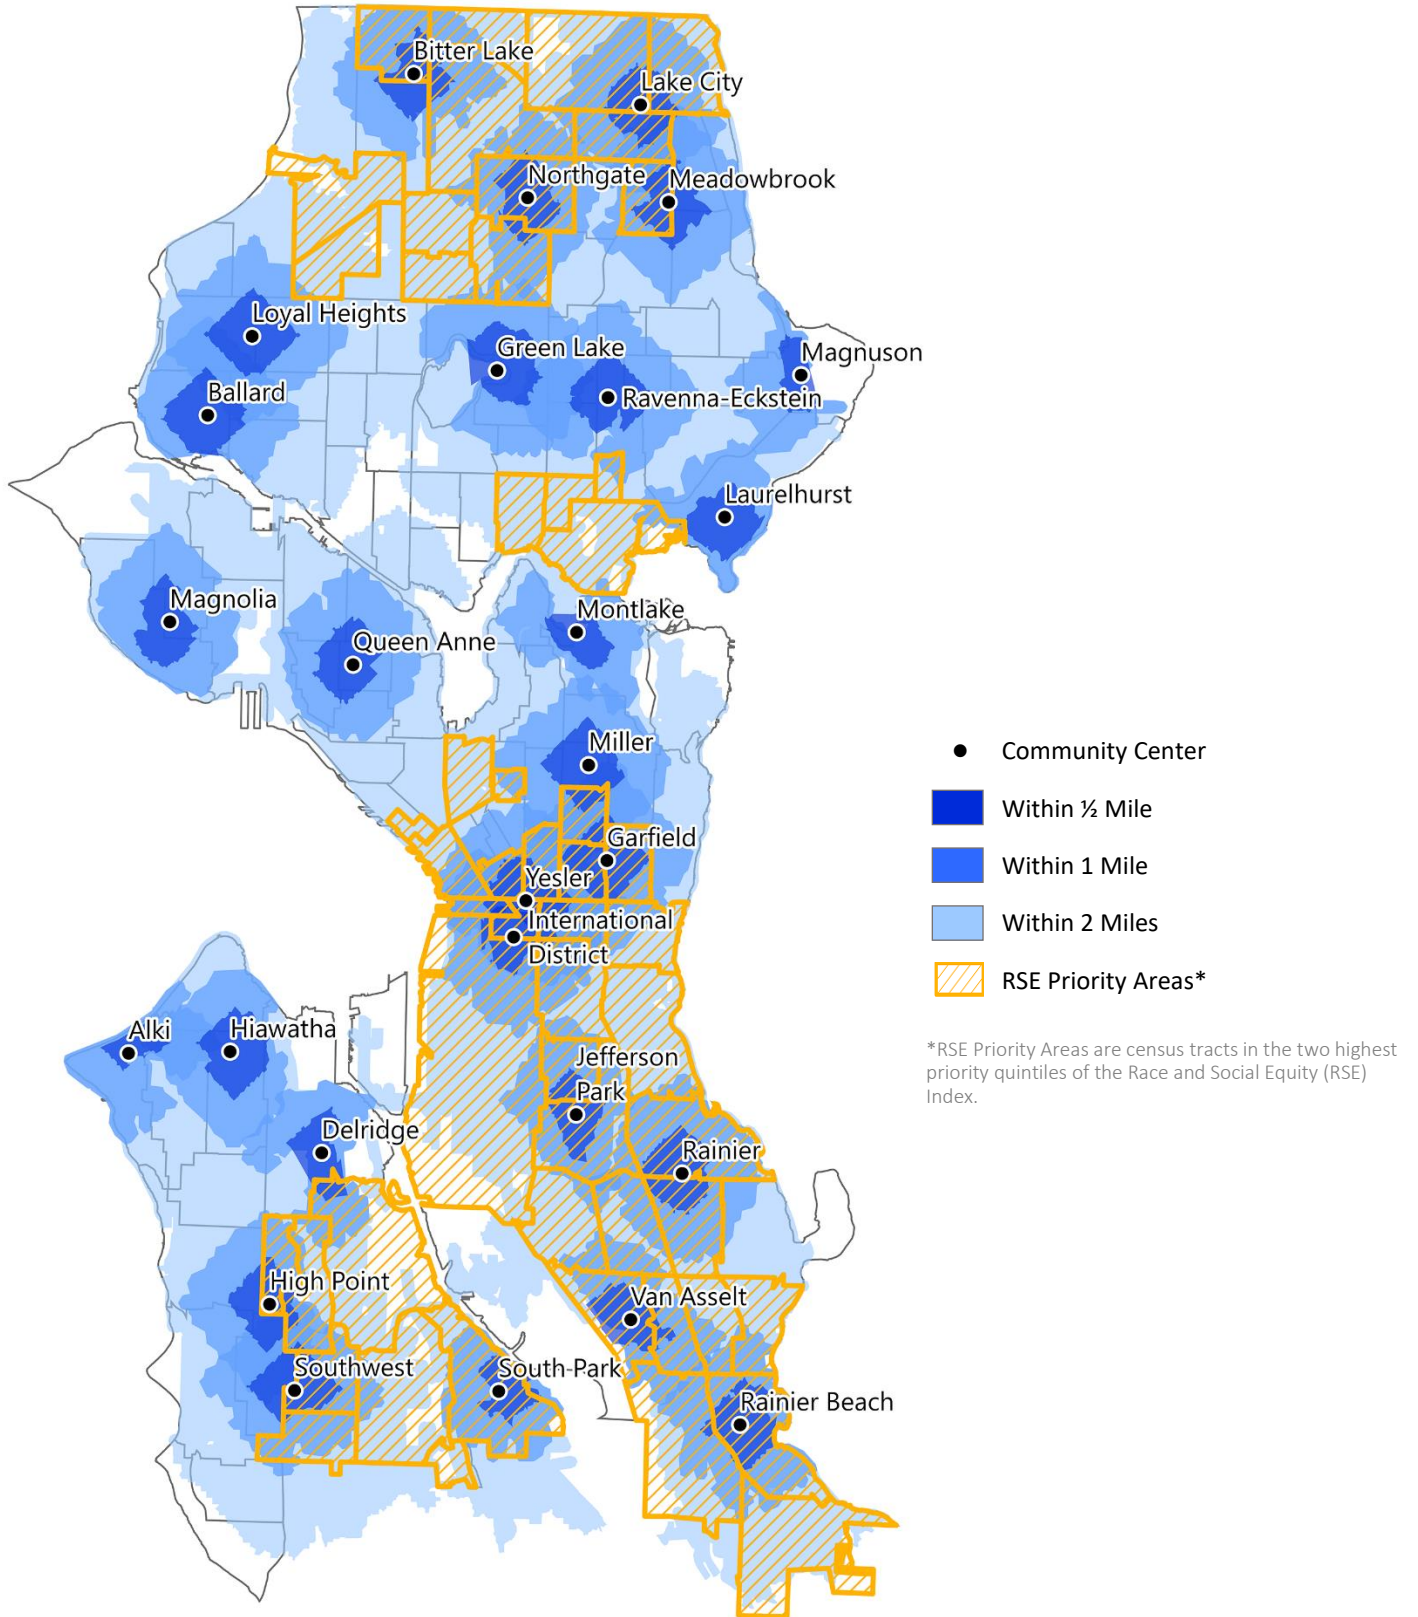 Bitter Lake
Lake City
Northgate
Meadowbrook
Loyal Heights
Green Lake
Magnuson
Ballard
Ravenna-Eckstein
Laurelhurst
Magnolia
Montlake
Queen Anne
Miller
Garfield
Yesler
International
District
Alki
Hiawatha
Jefferson
Park
Delridge
Rainier
High Point
Van Asselt
Southwest
South Park
Rainier Beach
Community Center
Within ½ Mile
Within 1 Mile
Within 2 Miles
RSE Priority Areas*
*RSE Priority Areas are census tracts in the two highest
priority quintiles of the Race and Social Equity (RSE)
Index.